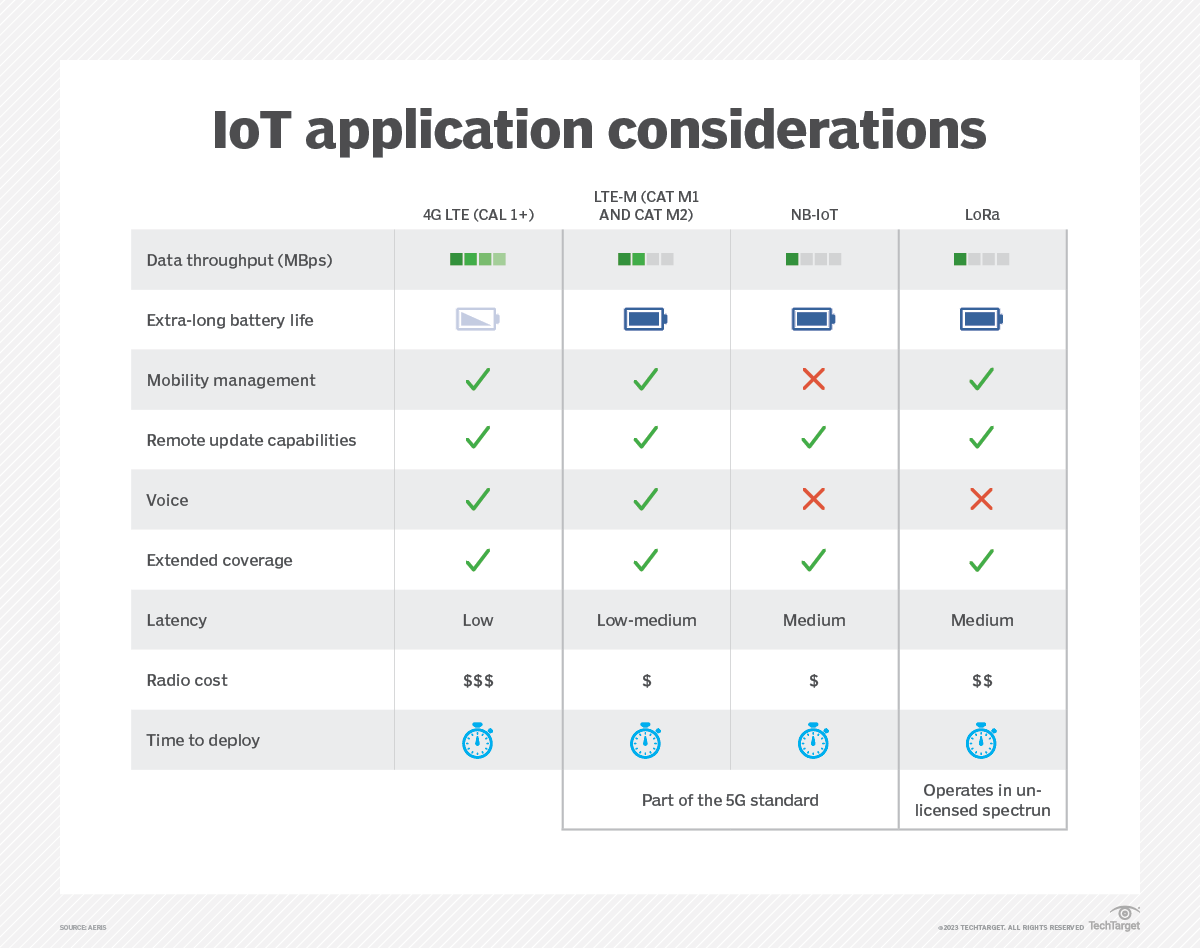 IoT application considerations
4G LTE (CAL 1+)
LTE-M (CAT M1
AND CAT M2)
NB-IoT
LoRa
Data throughput (MBps)
Extra-long battery life
Mobility management
Remote update capabilities
Voice
Extended coverage
Latency Low Low-medium Medium Medium
Radio cost $$$ $ $ $$
Time to deploy
Part of the 5G standard
Operates in un-
licensed spectrun
SOURCE: AERIS
©2023 TECHTARGET. ALL RIGHTS RESERVED TechTarget